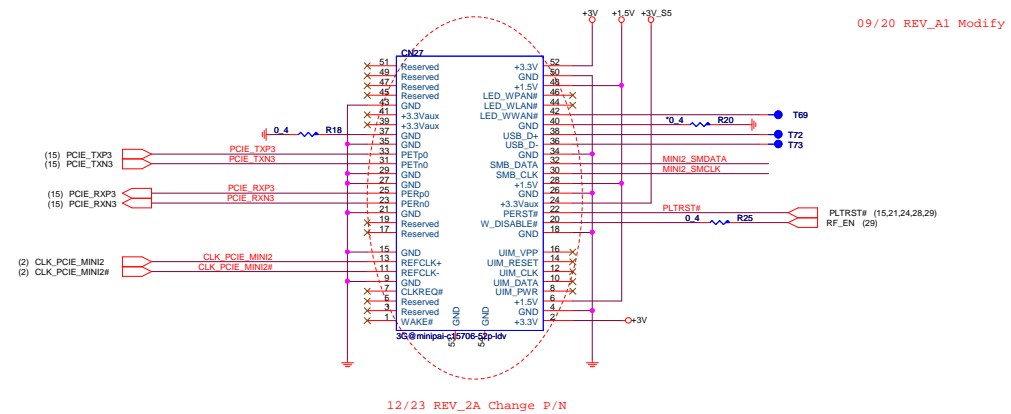 +3V +1.5V +3V_S5
09/20 REV_A1 Modify
CN27
51 Reserved +3.3V 52
49 Reserved GND 50
47 Reserved +1.5V 48
45 Reserved LED_WPAN# 46
43 GND LED_WLAN# 44
41 +3.3Vaux LED_WWAN# 42 T69
39 +3.3Vaux GND 40 *0_4 R20
0_4 R18 37 GND USB_D+ 38 T72
35 GND USB_D- 36 T73
(15) PCIE_TXP3 PCIE_TXP3 33 PETp0 GND 34
(15) PCIE_TXN3 PCIE_TXN3 31 PETn0 SMB_DATA 32 MINI2_SMDATA
29 GND SMB_CLK 30 MINI2_SMCLK
27 GND +1.5V 28
(15) PCIE_RXP3 PCIE_RXP3 25 PERp0 GND 26
(15) PCIE_RXN3 PCIE_RXN3 23 PERn0 +3.3Vaux 24
21 GND PERST# 22 PLTRST# PLTRST# (15,21,24,28,29)
19 Reserved W_DISABLE# 20 0_4 R25 RF_EN (29)
17 Reserved GND 18
15 GND UIM_VPP 16
(2) CLK_PCIE_MINI2 CLK_PCIE_MINI2 13 REFCLK+ UIM_RESET 14
(2) CLK_PCIE_MINI2# CLK_PCIE_MINI2# 11 REFCLK- UIM_CLK 12
9 GND UIM_DATA 10
7 CLKREQ# UIM_PWR 8
5 Reserved +1.5V 6
3 Reserved GND 4
1 WAKE# +3.3V 2 +3V
GND GND
53 54
3G@minipai-c15706-52p-ldv
12/23 REV_2A Change P/N